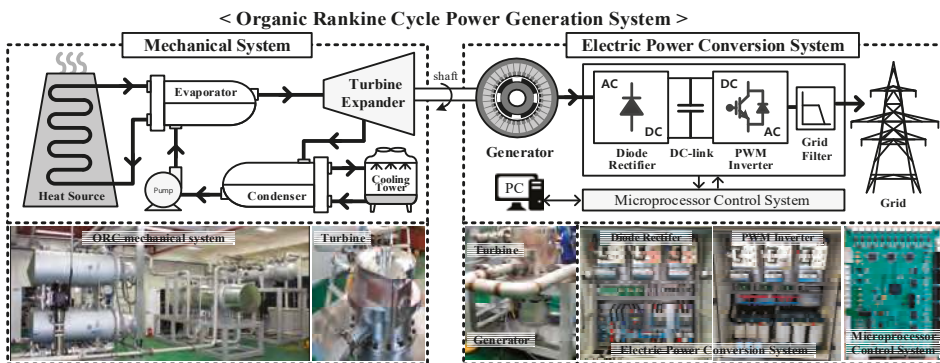 < Organic Rankine Cycle Power Generation System >
Mechanical System
Evaporator
Turbine
Expander
shaft
Heat Source
Pump
Condenser
Cooling
Tower
Electric Power Conversion System
Generator
AC
DC
Diode
Rectifier
DC-link
DC
AC
PWM
Inverter
Grid
Filter
Grid
PC
Microprocessor Control System
ORC mechanical system
Turbine
Turbine
Generator
Diode Rectifer
PWM Inverter
Electric Power Conversion System
Microprocessor
Control System